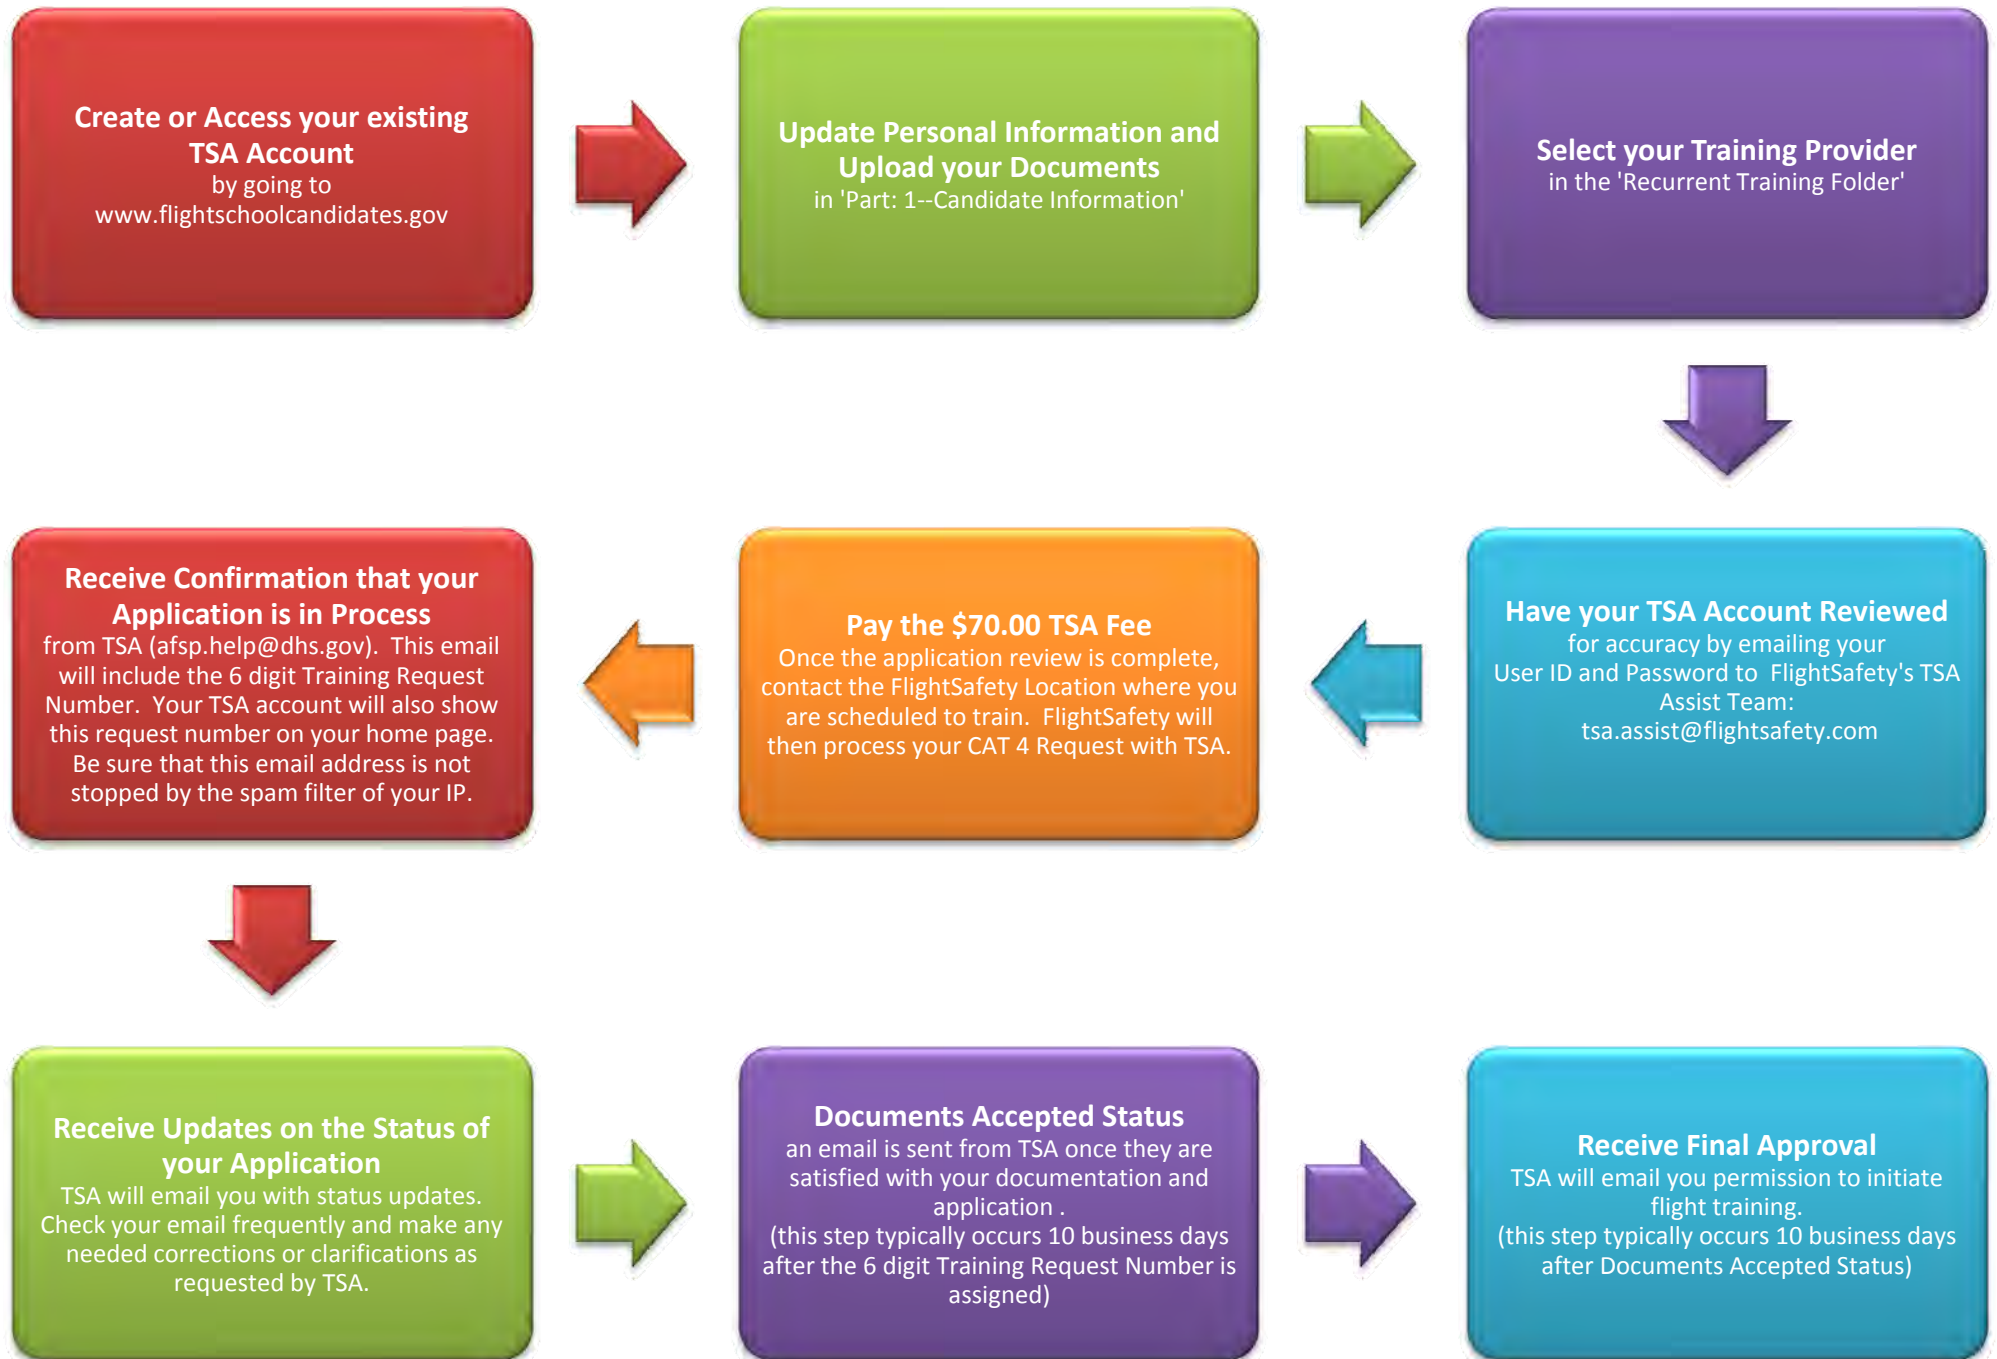 Create or Access your existing
TSA Account
by going to
www.flightschoolcandidates.gov
Update Personal Information and
Upload your Documents
in 'Part: 1--Candidate Information'
Select your Training Provider
in the 'Recurrent Training Folder'
Have your TSA Account Reviewed
for accuracy by emailing your
User ID and Password to  FlightSafety's TSA
Assist Team:
tsa.assist@flightsafety.com
Pay the $70.00 TSA Fee
Once the application review is complete,
contact the FlightSafety Location where you
are scheduled to train.  FlightSafety will
then process your CAT 4 Request with TSA.
Receive Confirmation that your
Application is in Process
from TSA (afsp.help@dhs.gov).  This email
will include the 6 digit Training Request
Number.  Your TSA account will also show
this request number on your home page.
Be sure that this email address is not
stopped by the spam filter of your IP.
Receive Updates on the Status of
your Application
TSA will email you with status updates.
Check your email frequently and make any
needed corrections or clarifications as
requested by TSA.
Documents Accepted Status
an email is sent from TSA once they are
satisfied with your documentation and
application .
(this step typically occurs 10 business days
after the 6 digit Training Request Number is
assigned)
Receive Final Approval
TSA will email you permission to initiate
flight training.
(this step typically occurs 10 business days
after Documents Accepted Status)